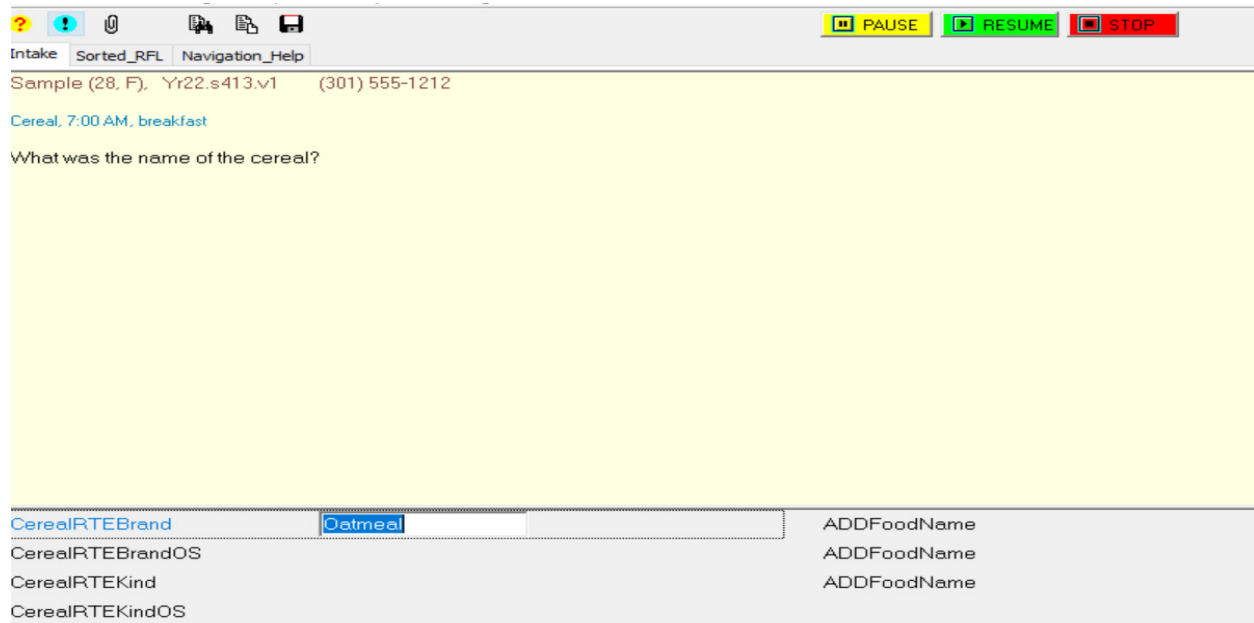 PAUSE RESUME STOP
Intake Sorted_RFL Navigation_Help
Sample (28, F), Yr22.s413.v1 (301) 555-1212
Cereal, 7:00 AM, breakfast
What was the name of the cereal?
CerealRTEBrand Oatmeal ADDFoodName
CerealRTEBrandOS ADDFoodName
CerealRTEKind ADDFoodName
CerealRTEKindOS